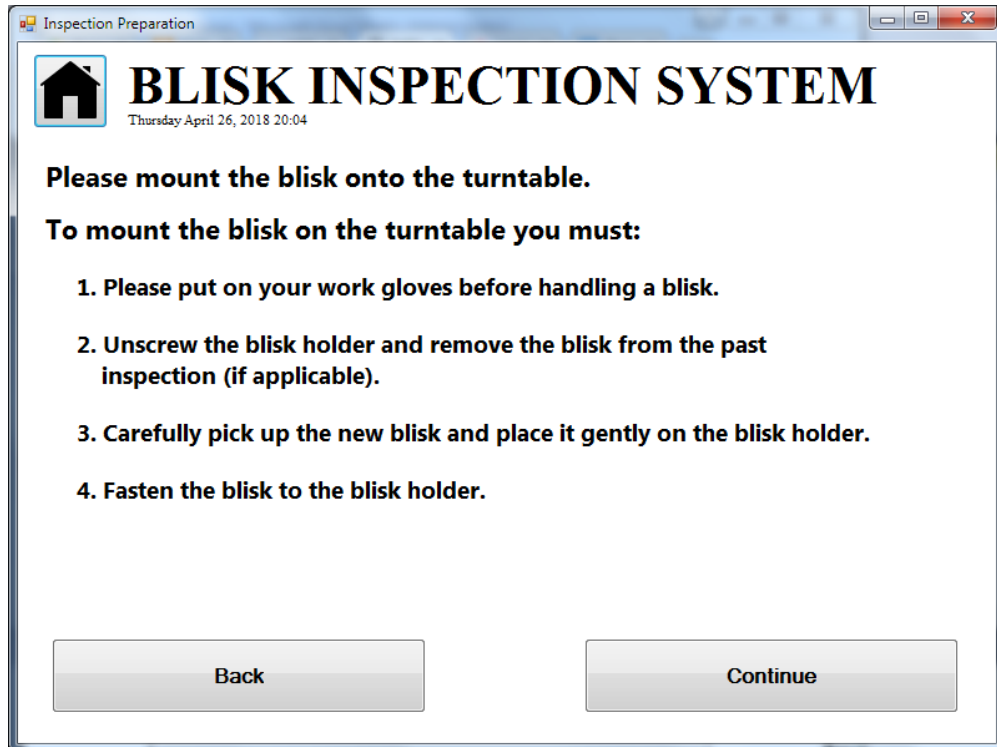 Inspection Preparation
BLISK INSPECTION SYSTEM
Thursday April 26, 2018 20:04
Please mount the blisk onto the turntable.
To mount the blisk on the turntable you must:
1. Please put on your work gloves before handling a blisk.
2. Unscrew the blisk holder and remove the blisk from the past
inspection (if applicable).
3. Carefully pick up the new blisk and place it gently on the blisk holder.
4. Fasten the blisk to the blisk holder.
Back
Continue